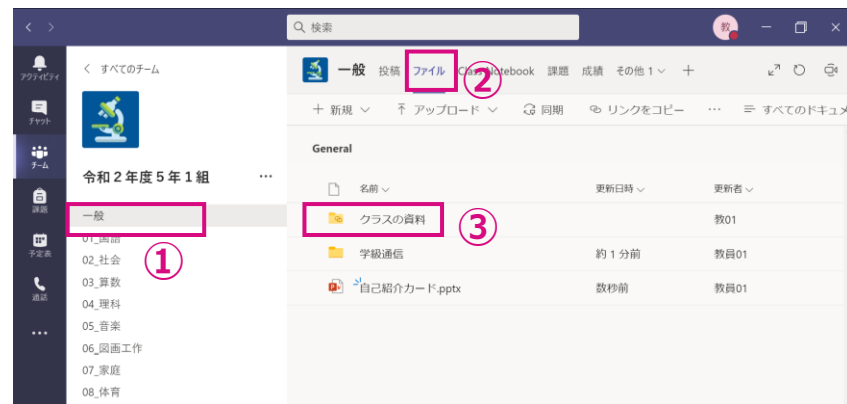 検索
教
アクティビティ
チャット
チーム
課題
予定表
通話
すべてのチーム
令和2年度5年1組
一般
①
01_国語
02_社会
03_算数
04_理科
05_音楽
06_図画工作
07_家庭
08_体育
一般 投稿 ファイル Class Notebook 課題 成績 その他 1
②
新規 アップロード 同期 リンクをコピー … すべてのドキュメ
General
名前 更新日時 更新者
クラスの資料 教01
③
学級通信 約 1 分前 教員01
自己紹介カード.pptx 数秒前 教員01